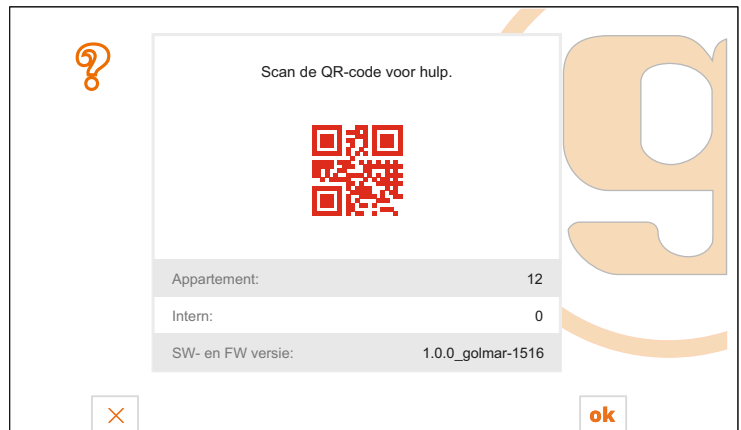 Scan de QR-code voor hulp.
Appartement: 12
Intern: 0
SW- en FW versie: 1.0.0_golmar-1516
ok